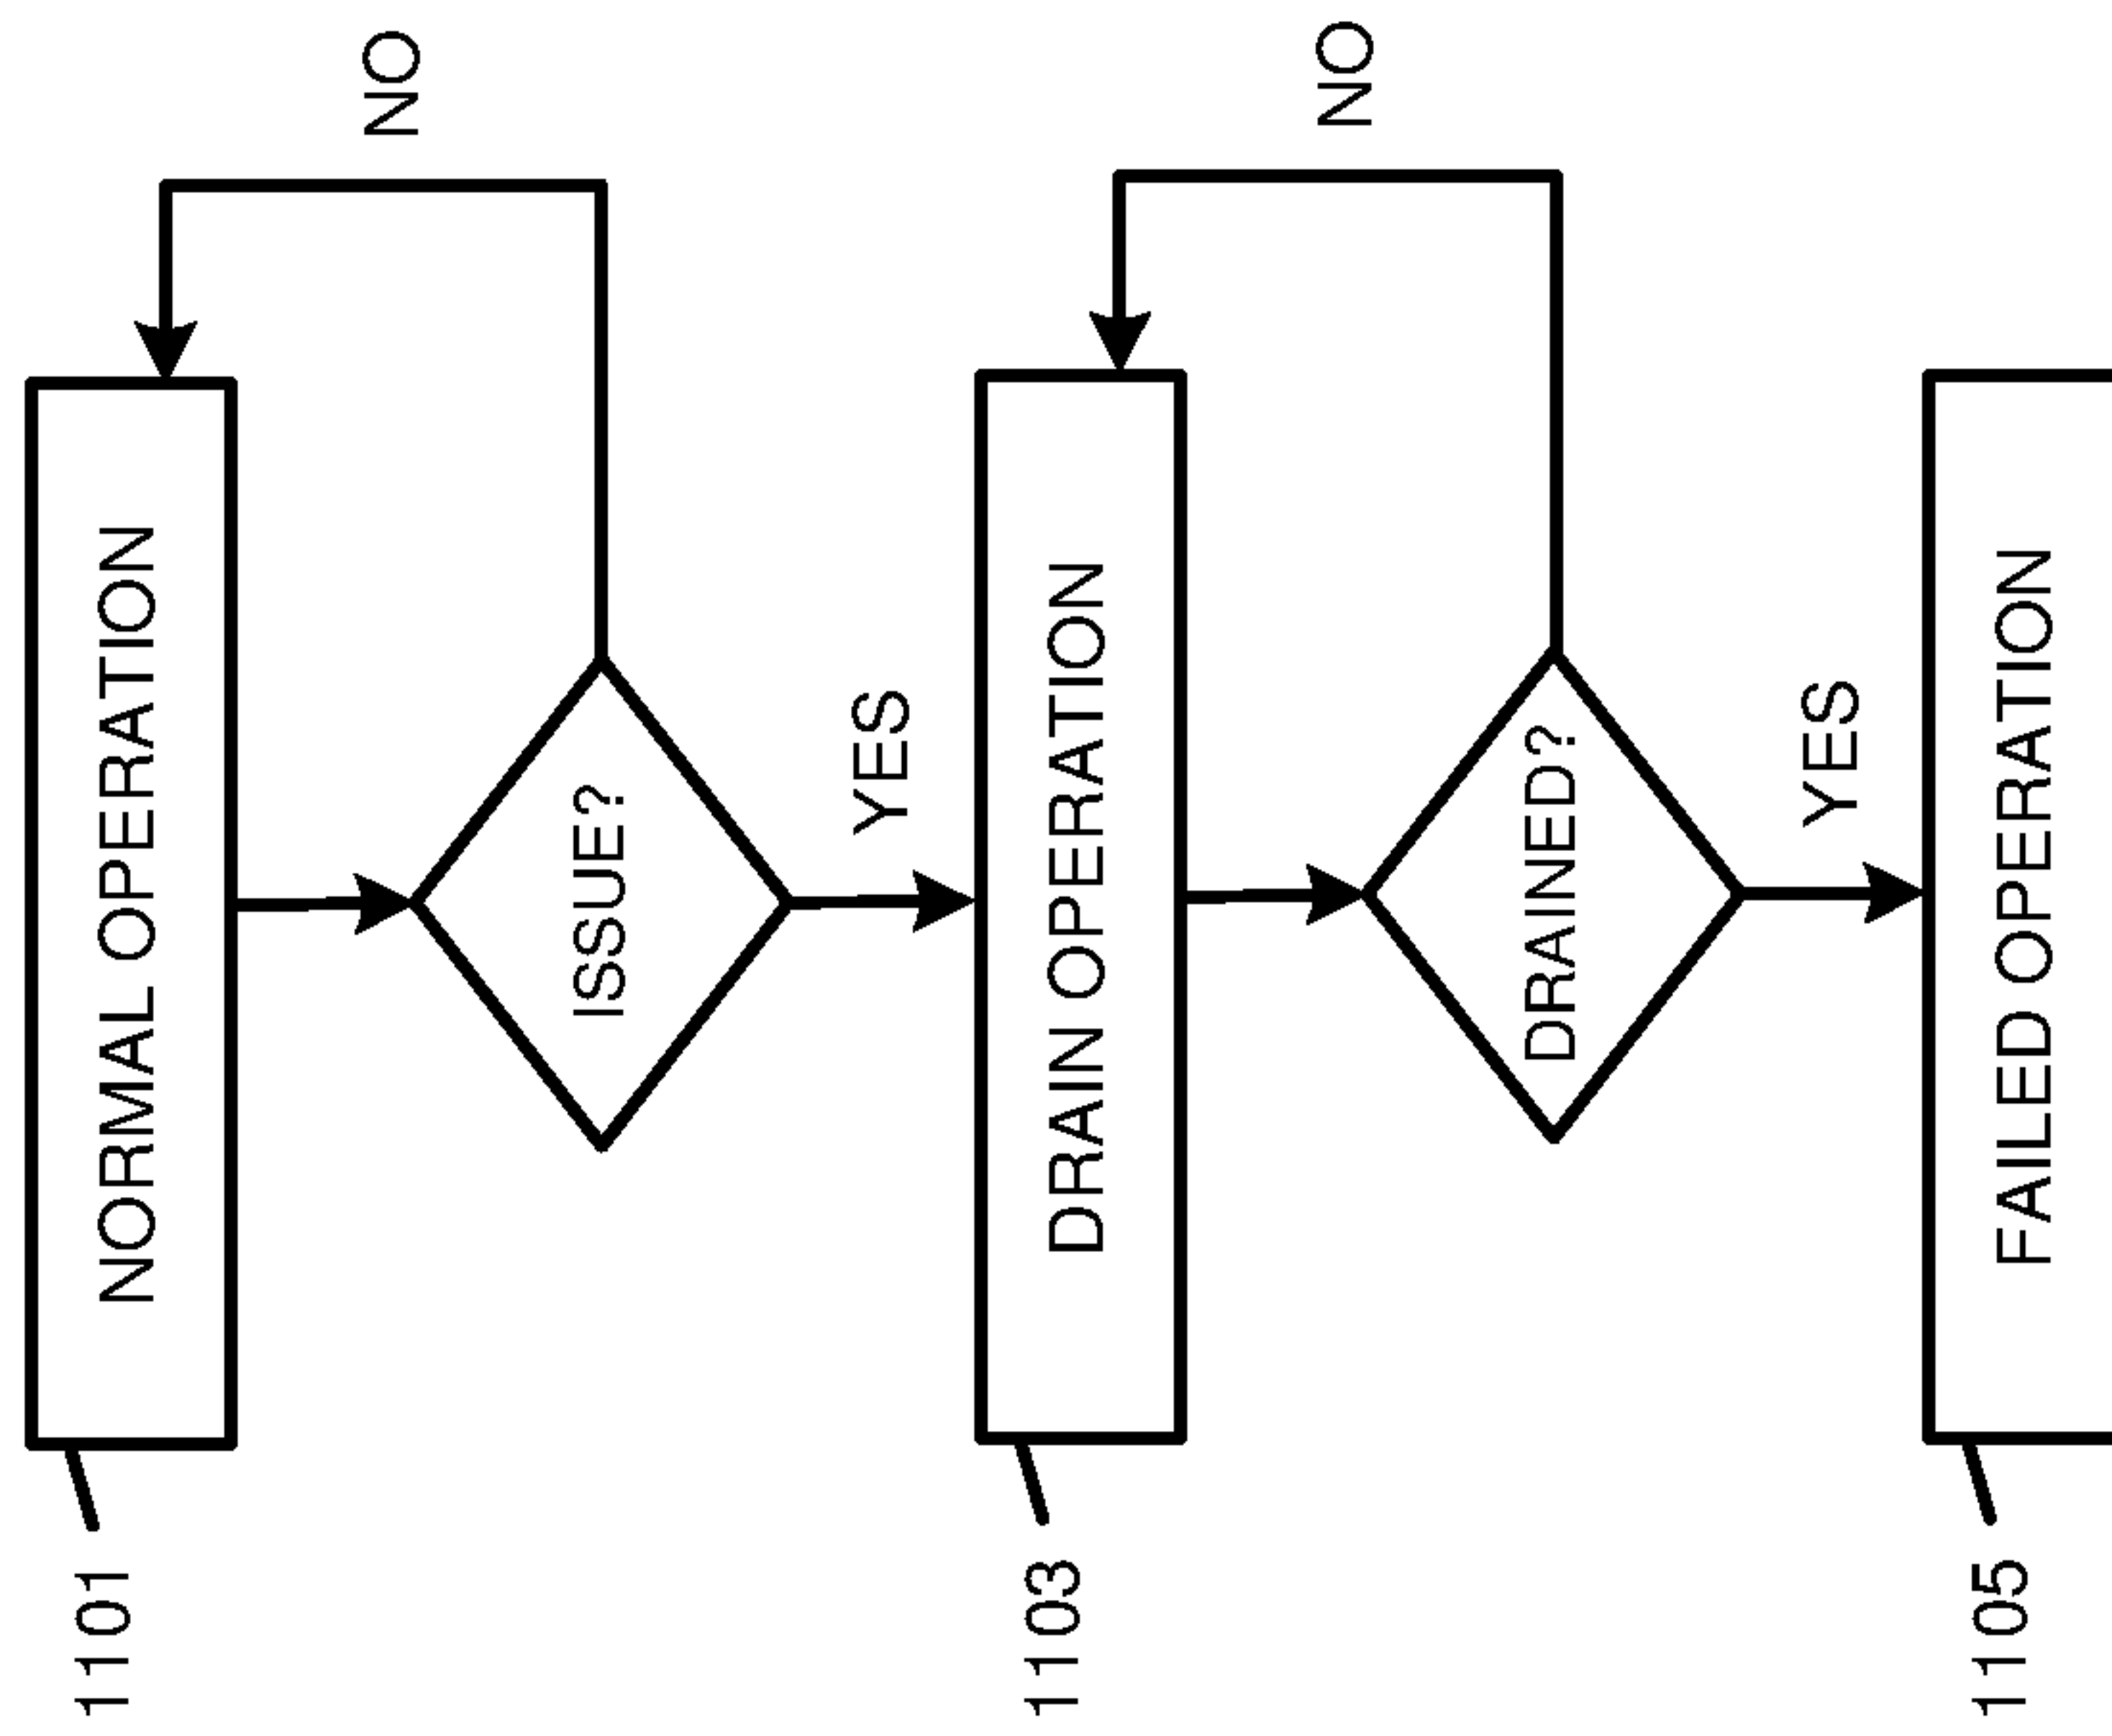 1101
NORMAL OPERATION
NO
ISSUE?
YES
1103
DRAIN OPERATION
NO
DRAINED?
YES
1105
FAILED OPERATION